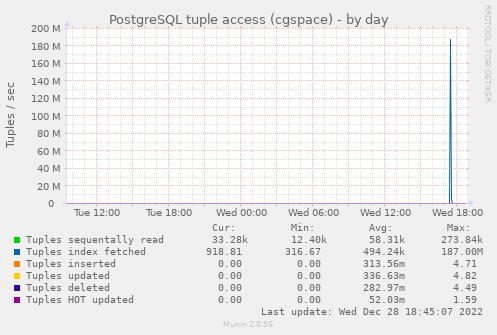 PostgreSQL tuple access (cgspace) - by day
RRDTOOL / TOBI OETIKER
Tuples / sec
200 M
180 M
160 M
140 M
120 M
100 M
80 M
60 M
40 M
20 M
0
Tue 12:00 Tue 18:00 Wed 00:00 Wed 06:00 Wed 12:00 Wed 18:00
Cur: Min: Avg: Max:
Tuples sequentally read 33.28k 12.40k 58.31k 273.84k
Tuples index fetched 918.81 316.67 494.24k 187.00M
Tuples inserted 0.00 0.00 313.56m 4.71
Tuples updated 0.00 0.00 336.63m 4.82
Tuples deleted 0.00 0.00 282.97m 4.49
Tuples HOT updated 0.00 0.00 52.03m 1.59
Last update: Wed Dec 28 18:45:07 2022
Munin 2.0.56